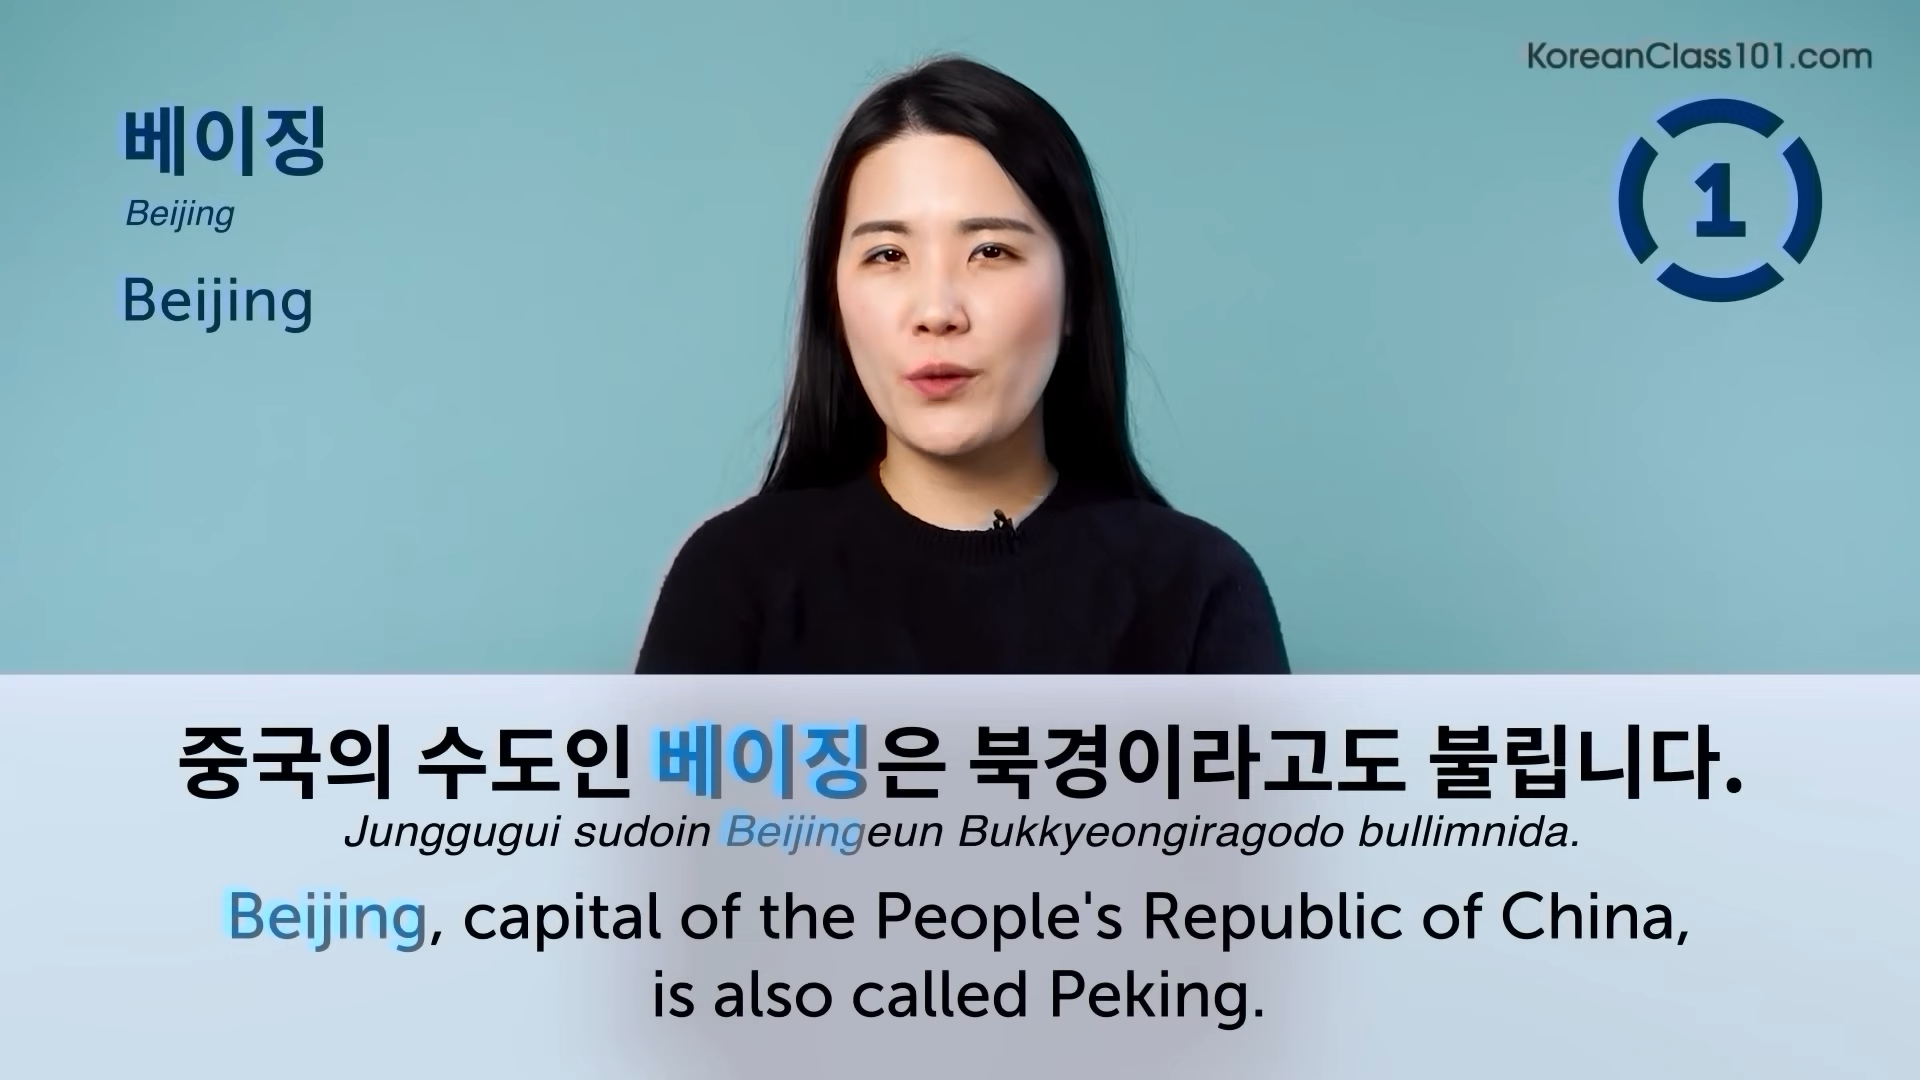 KoreanClass101.com
베이징
Beijing
Beijing
1
중국의 수도인 베이징은 북경이라고도 불립니다.
Junggugui sudoin Beijingeun Bukkyeongiragodo bullimnida.
Beijing, capital of the People's Republic of China,
is also called Peking.